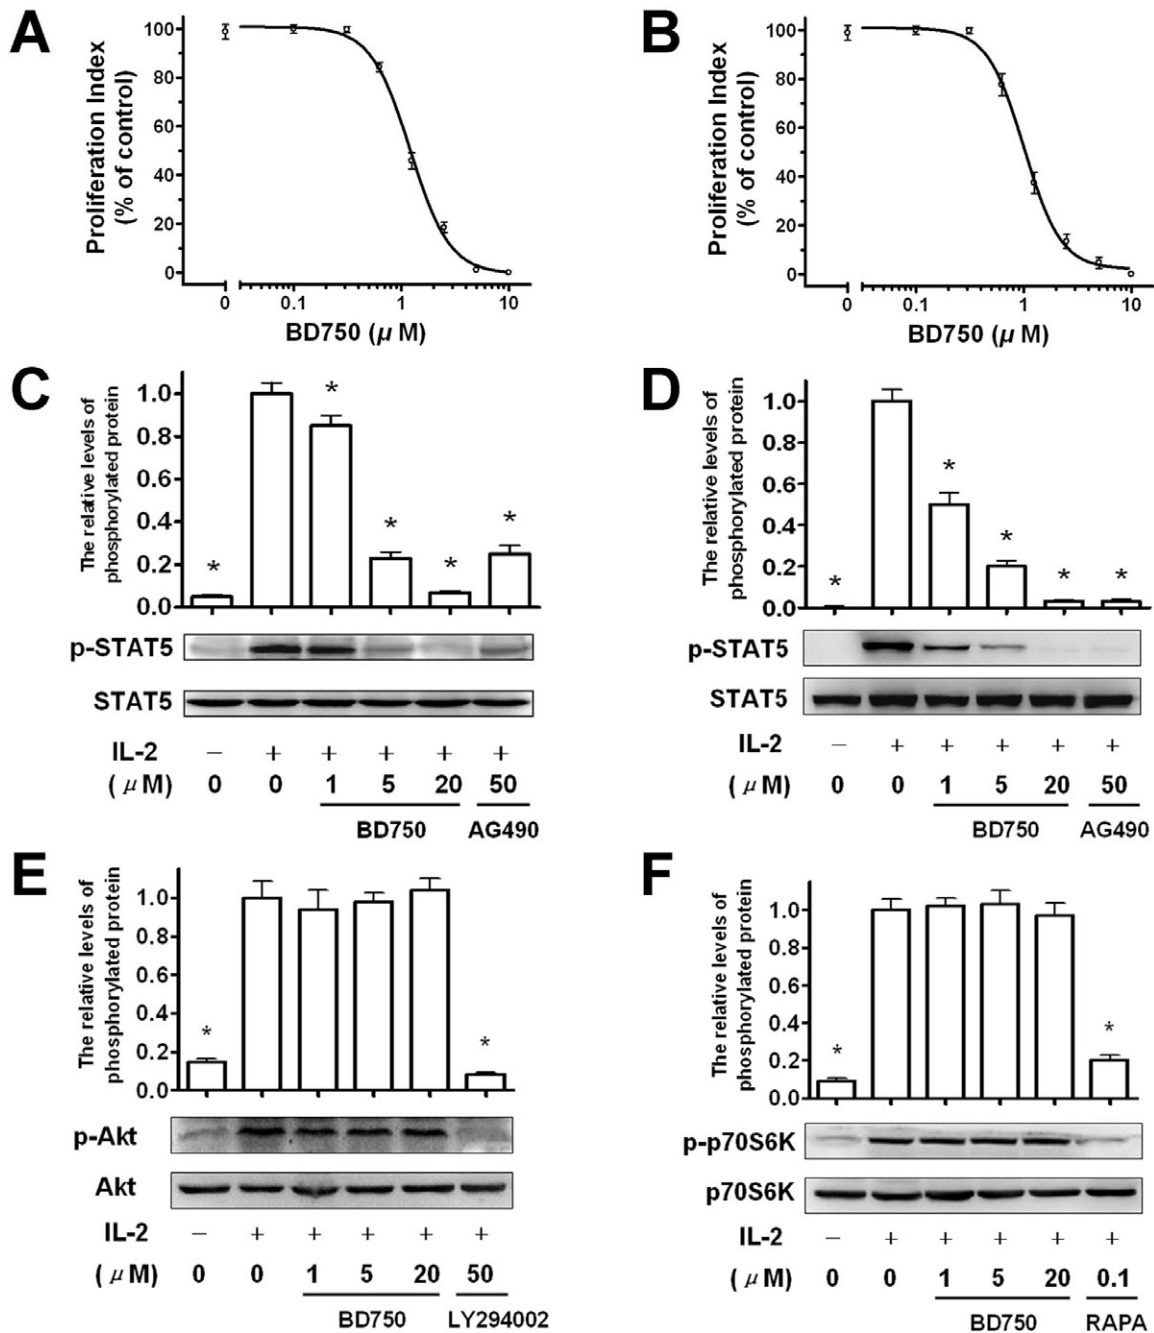 A
Proliferation Index
(% of control)
100
80
60
40
20
0
0
0.1
1
10
BD750 (μ M)
B
Proliferation Index
(% of control)
100
80
60
40
20
0
0
0.1
1
10
BD750 (μ M)
C
The relative levels of
phosphorylated protein
1.0
0.8
0.6
0.4
0.2
0.0
* * * * *
p-STAT5
STAT5
IL-2 − + + + + +
(μM) 0 0 1 5 20 50
BD750 AG490
D
The relative levels of
phosphorylated protein
1.0
0.8
0.6
0.4
0.2
0.0
* * * * *
p-STAT5
STAT5
IL-2 − + + + + +
(μM) 0 0 1 5 20 50
BD750 AG490
E
The relative levels of
phosphorylated protein
1.0
0.8
0.6
0.4
0.2
0.0
* *
p-Akt
Akt
IL-2 − + + + + +
(μM) 0 0 1 5 20 50
BD750 LY294002
F
The relative levels of
phosphorylated protein
1.0
0.8
0.6
0.4
0.2
0.0
* *
p-p70S6K
p70S6K
IL-2 − + + + + +
(μM) 0 0 1 5 20 0.1
BD750 RAPA